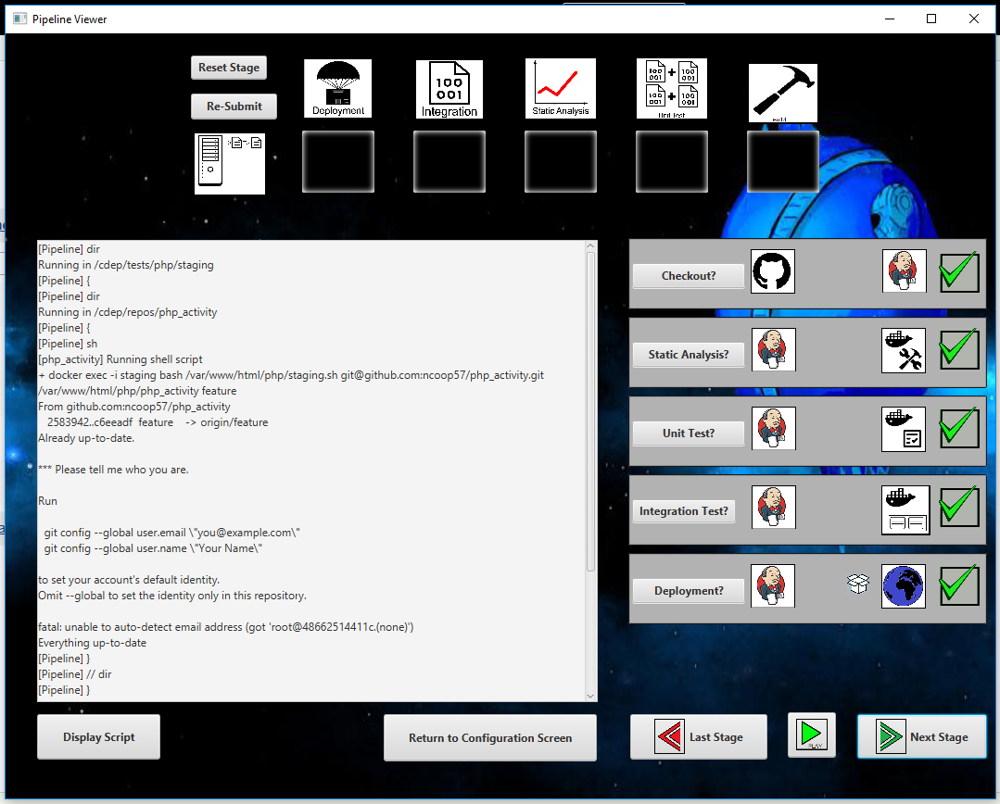 Pipeline Viewer
Reset Stage
Re-Submit
Deployment
100
001
Integration
Static Analysis
100
001
+
100
001
100
001
+
100
001
Unit Test
[Pipeline] dir
Running in /cdep/tests/php/staging
[Pipeline] {
[Pipeline] dir
Running in /cdep/repos/php_activity
[Pipeline] {
[Pipeline] sh
[php_activity] Running shell script
+ docker exec -i staging bash /var/www/html/php/staging.sh git@github.com:ncoop57/php_activity.git
/var/www/html/php/php_activity feature
From github.com:ncoop57/php_activity
2583942..c6eeadf  feature    -> origin/feature
Already up-to-date.
*** Please tell me who you are.
Run
git config --global user.email \"you@example.com\"
git config --global user.name \"Your Name\"
to set your account's default identity.
Omit --global to set the identity only in this repository.
fatal: unable to auto-detect email address (got 'root@48662514411c.(none)')
Everything up-to-date
[Pipeline] }
[Pipeline] // dir
[Pipeline] }
Checkout?
Static Analysis?
Unit Test?
Integration Test?
Deployment?
Display Script
Return to Configuration Screen
Last Stage
PLAY
Next Stage